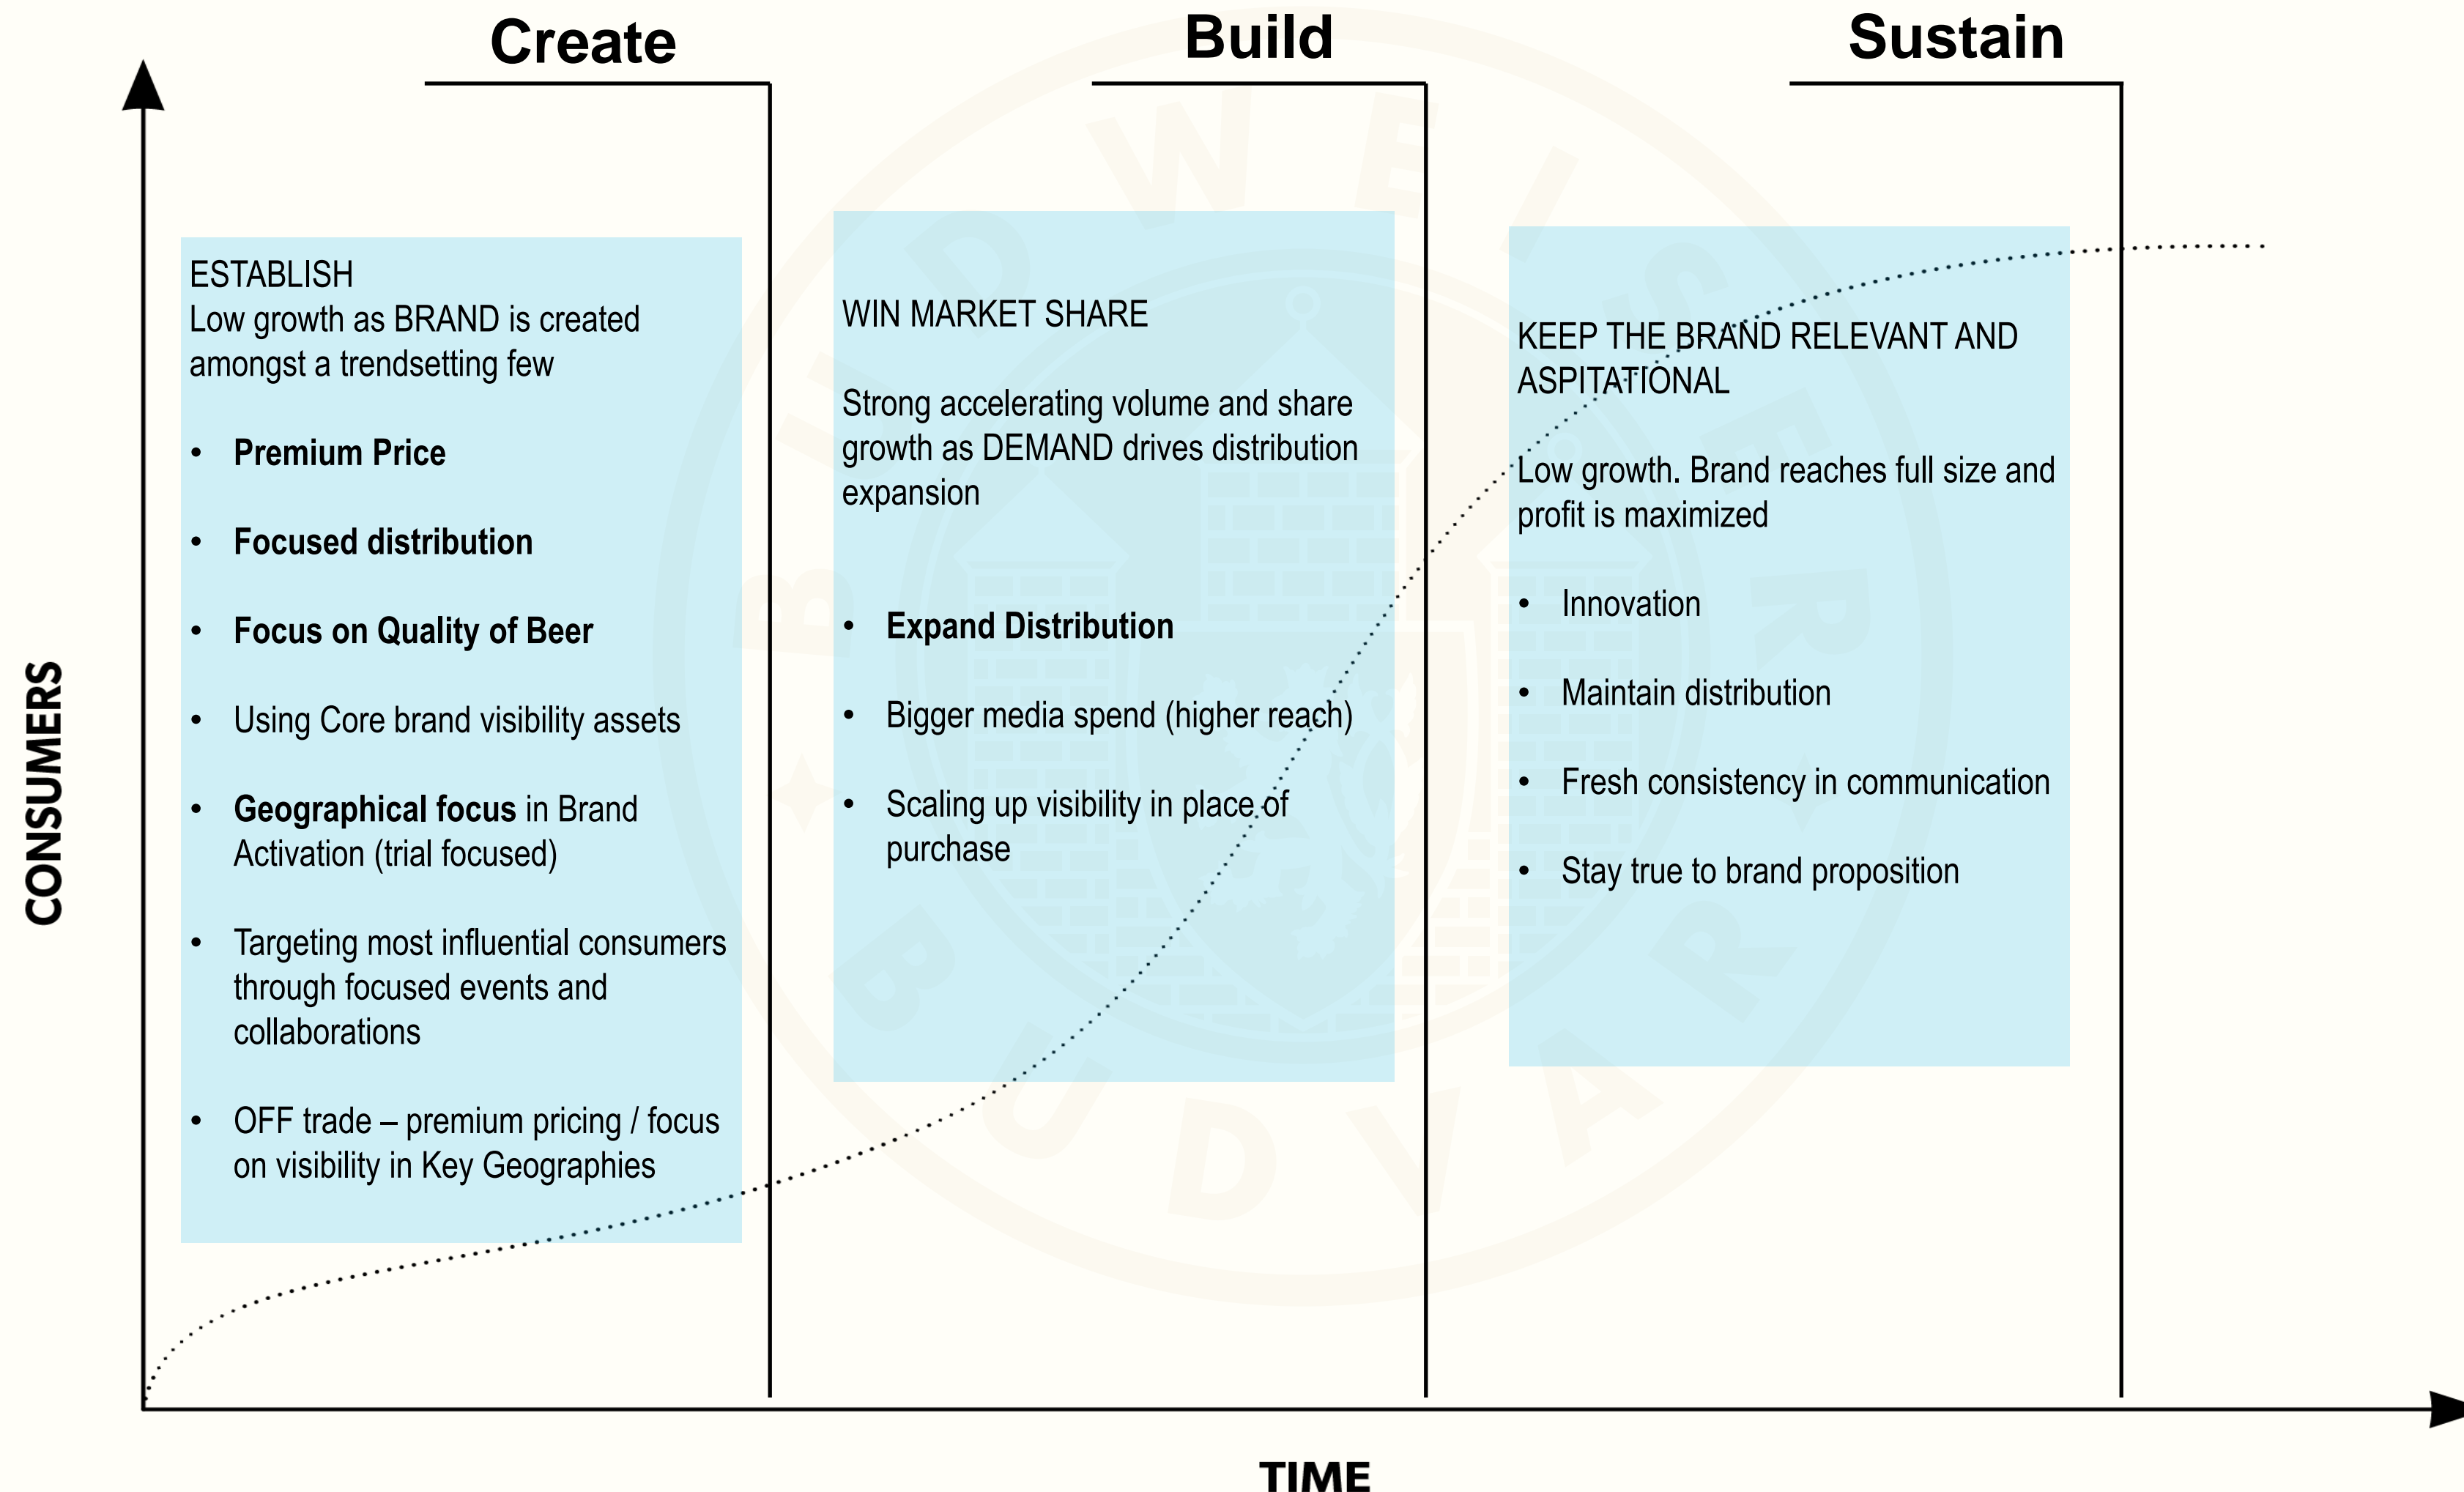 Create
Build
Sustain
ESTABLISH
Low growth as BRAND is created
amongst a trendsetting few
• Premium Price
• Focused distribution
• Focus on Quality of Beer
• Using Core brand visibility assets
• Geographical focus in Brand
Activation (trial focused)
• Targeting most influential consumers
through focused events and
collaborations
• OFF trade – premium pricing / focus
on visibility in Key Geographies
WIN MARKET SHARE
Strong accelerating volume and share
growth as DEMAND drives distribution
expansion
• Expand Distribution
• Bigger media spend (higher reach)
• Scaling up visibility in place of
purchase
KEEP THE BRAND RELEVANT AND
ASPITATIONAL
Low growth. Brand reaches full size and
profit is maximized
• Innovation
• Maintain distribution
• Fresh consistency in communication
• Stay true to brand proposition
CONSUMERS
TIME
BUDWEISER
BUDVAR